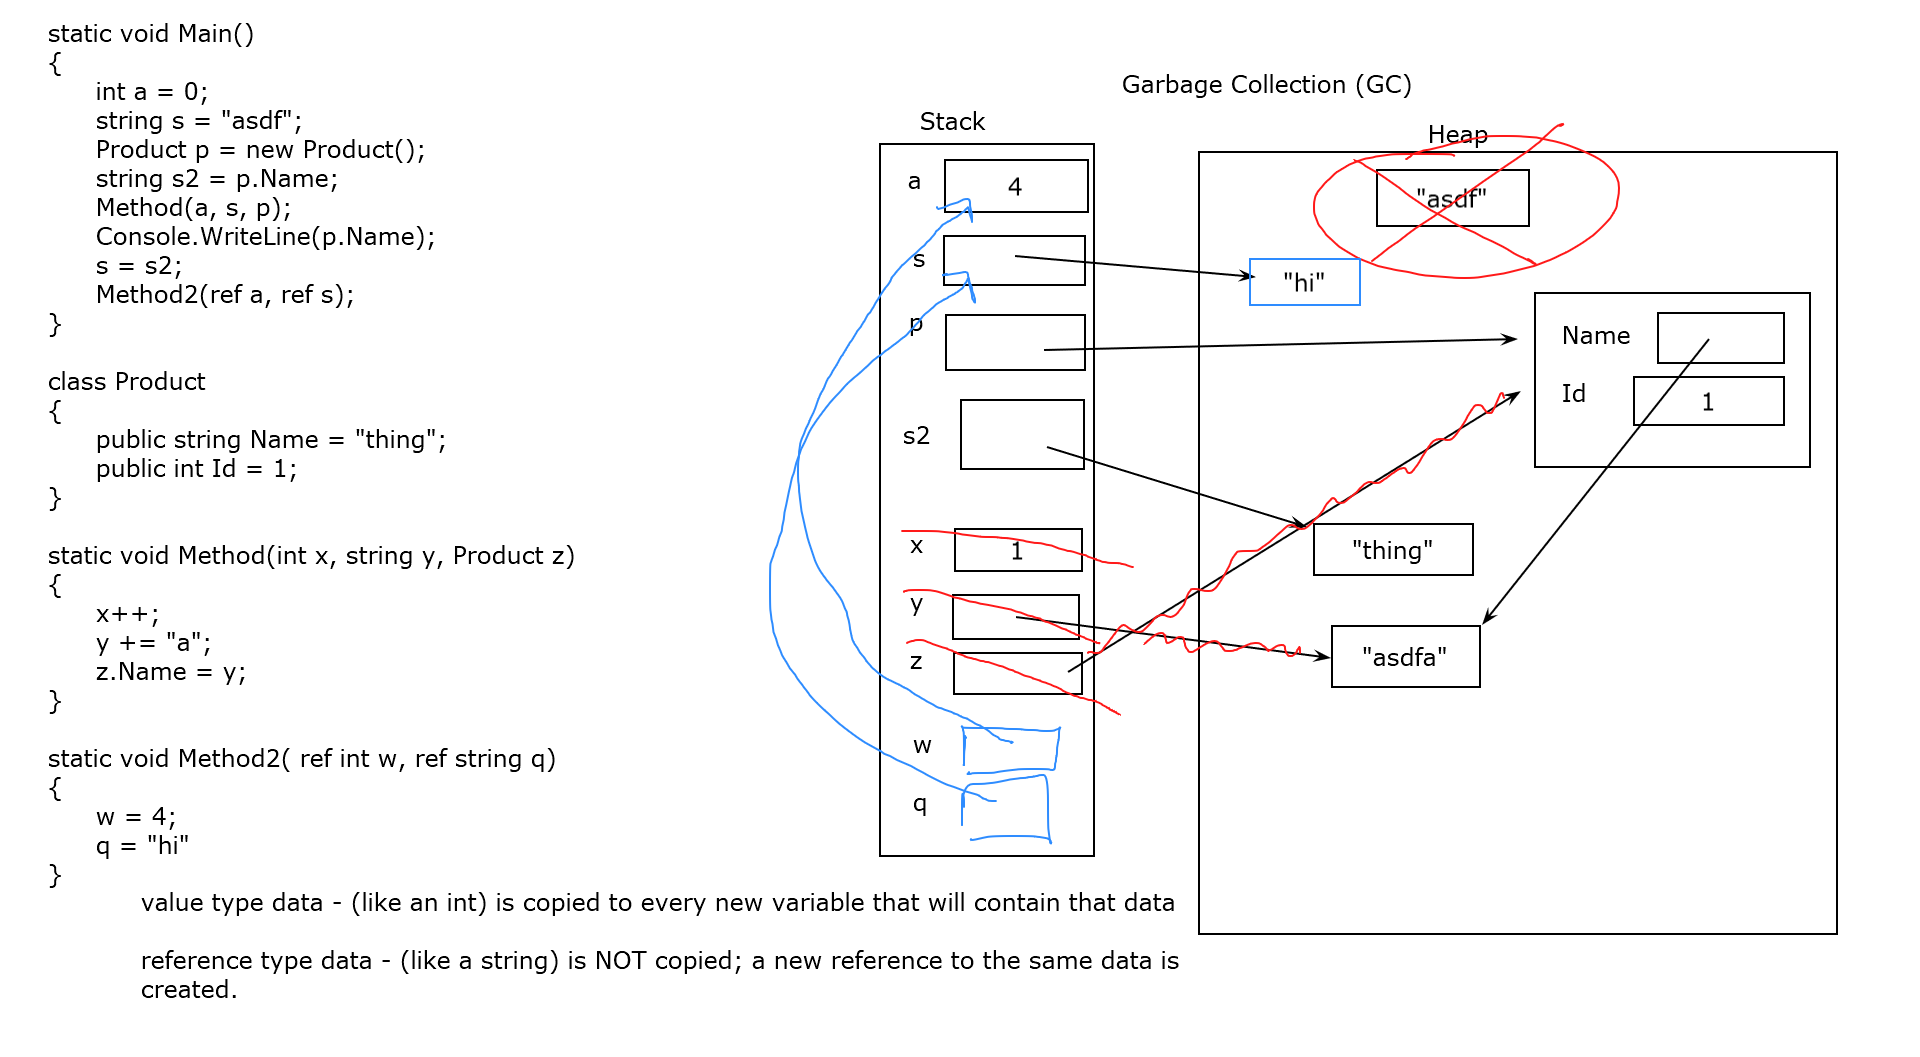 static void Main()
{
int a = 0;
string s = "asdf";
Product p = new Product();
string s2 = p.Name;
Method(a, s, p);
Console.WriteLine(p.Name);
s = s2;
Method2(ref a, ref s);
}
class Product
{
public string Name = "thing";
public int Id = 1;
}
static void Method(int x, string y, Product z)
{
x++;
y += "a";
z.Name = y;
}
static void Method2( ref int w, ref string q)
{
w = 4;
q = "hi"
}
value type data - (like an int) is copied to every new variable that will contain that data
reference type data - (like a string) is NOT copied; a new reference to the same data is
created.
Garbage Collection (GC)
Stack
a
4
s
p
s2
x
1
y
z
w
q
Heap
"asdf"
"hi"
Name
Id
1
"thing"
"asdfa"